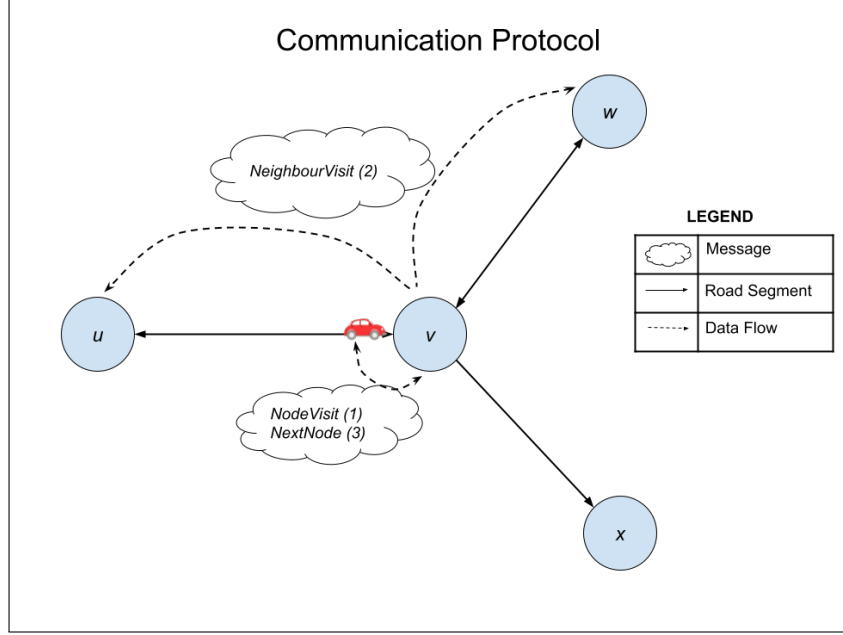 Communication Protocol
w
NeighbourVisit (2)
LEGEND
Message
Road Segment
Data Flow
u
v
NodeVisit (1)
NextNode (3)
x